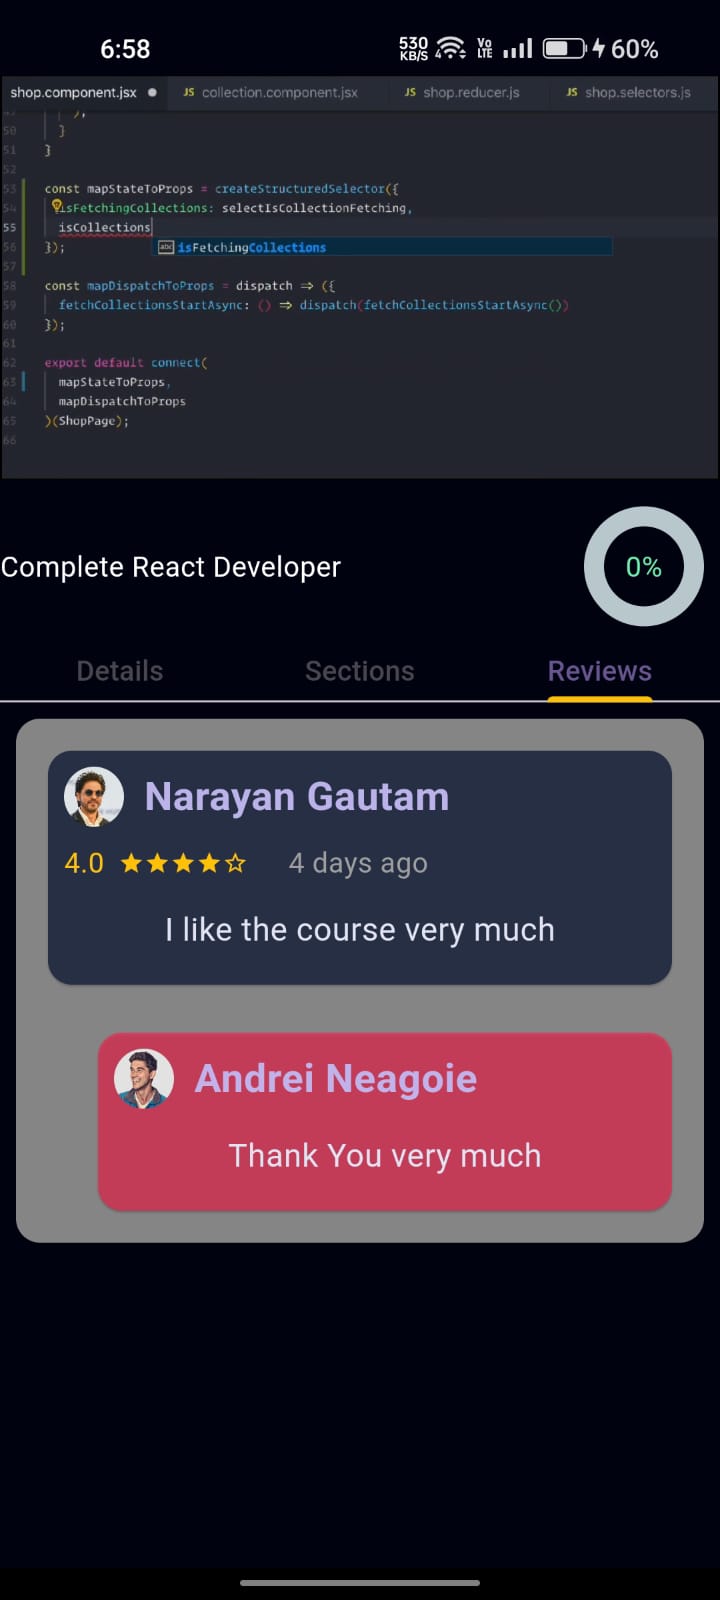 6:58 530 KB/S 4 Vo LTE 60%
shop.component.jsx ● JS collection.component.jsx JS shop.reducer.js JS shop.selectors.js
);
50 }
51 }
52
53 const mapStateToProps = createStructuredSelector({
54 isFetchingCollections: selectIsCollectionFetching,
55 isCollections
56 }); abc isFetchingCollections
57
58 const mapDispatchToProps = dispatch => ({
59 fetchCollectionsStartAsync: () => dispatch(fetchCollectionsStartAsync())
60 });
61
62 export default connect(
63 mapStateToProps,
64 mapDispatchToProps
65 )(ShopPage);
66
Complete React Developer 0%
Details Sections Reviews
Narayan Gautam
4.0 ★★★★☆ 4 days ago
I like the course very much
Andrei Neagoie
Thank You very much